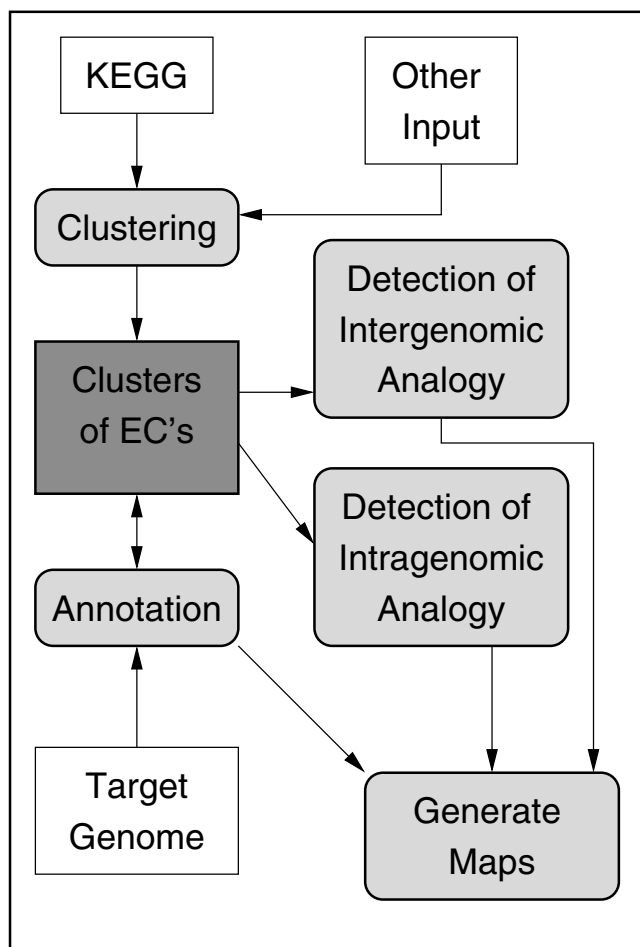 KEGG
Other
Input
Clustering
Detection of
Intergenomic
Analogy
Clusters
of EC's
Detection of
Intragenomic
Analogy
Annotation
Target
Genome
Generate
Maps